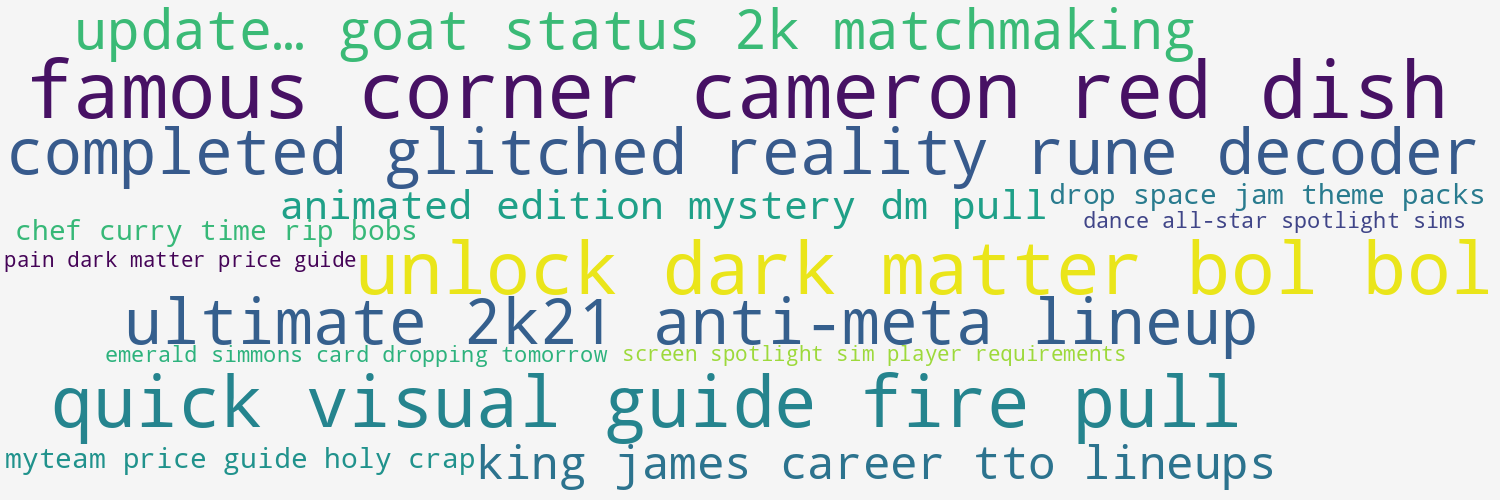 update… goat status 2k matchmaking
famous corner cameron red dish
completed glitched reality rune decoder
animated edition mystery dm pull
drop space jam theme packs
dance all-star spotlight sims
chef curry time rip bobs
pain dark matter price guide
unlock dark matter bol bol
ultimate 2k21 anti-meta lineup
emerald simmons card dropping tomorrow
screen spotlight sim player requirements
quick visual guide fire pull
myteam price guide holy crap
king james career tto lineups